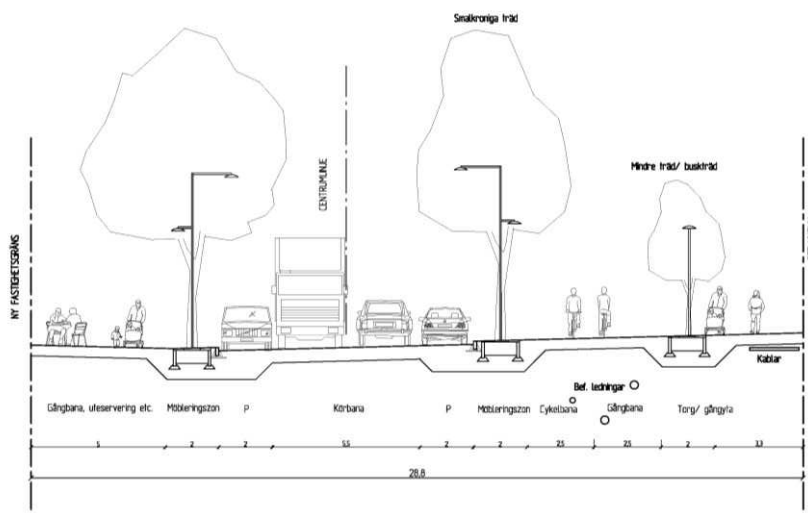 Smalkroniga träd
Mindre träd/ buskträd
CENTRUMLINJE
NY FASTIGHETSGRÄNS
Kablar
Bef. ledningar
Gångbana, uteservering etc.
Möbleringszon
P
Körbana
P
Möbleringszon
Cykelbana
Gångbana
Torg/ gångyta
5
2
2
5,5
2
2
2,5
2,5
2
3,3
28,8